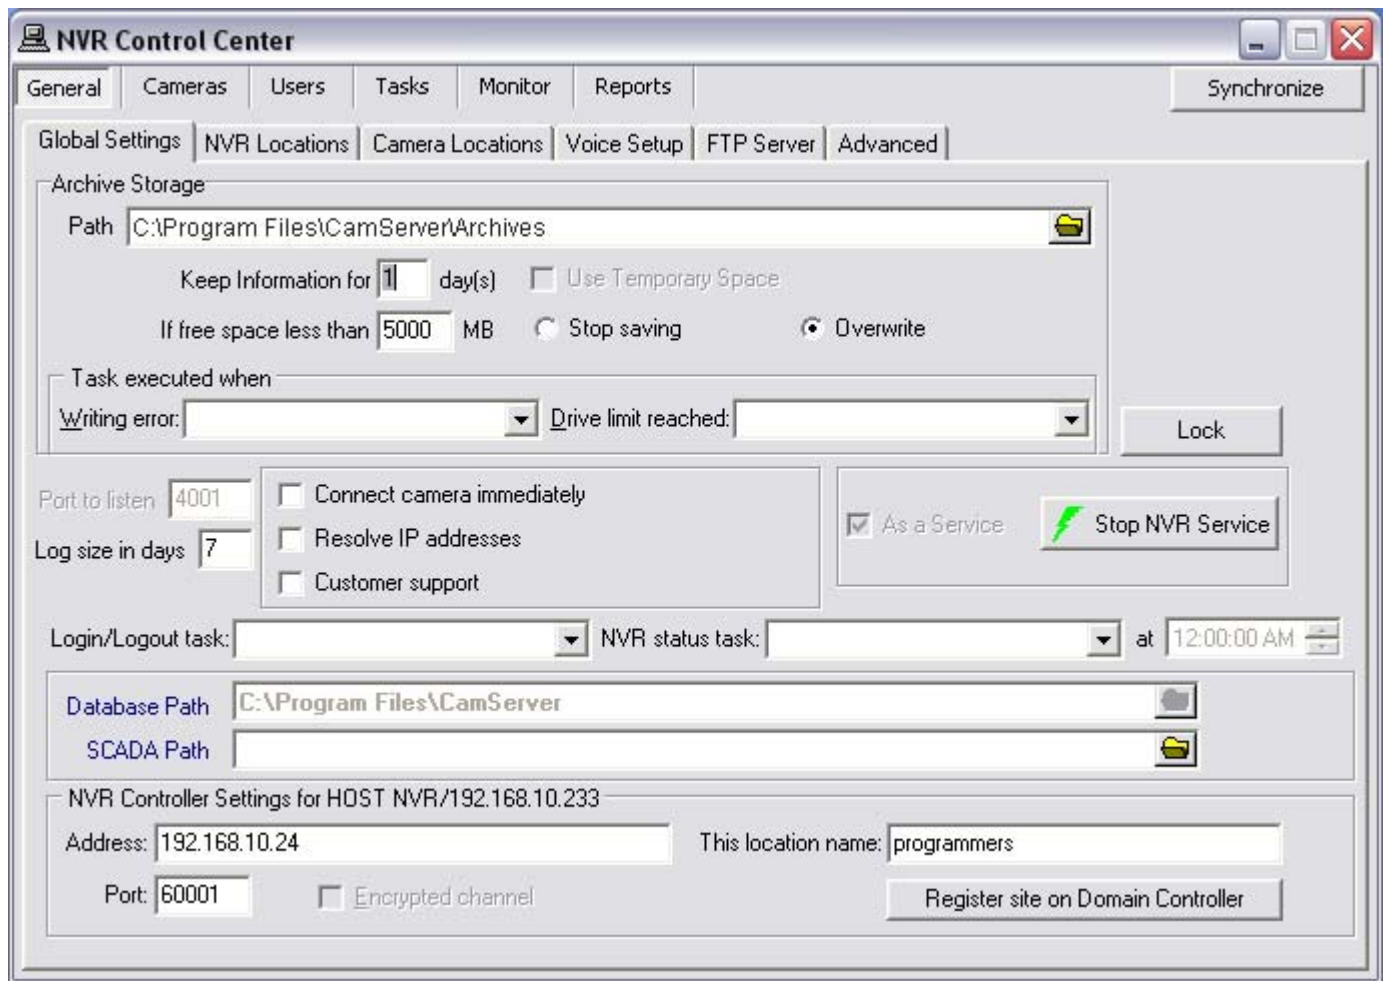 NVR Control Center
General Cameras Users Tasks Monitor Reports Synchronize
Global Settings NVR Locations Camera Locations Voice Setup FTP Server Advanced
Archive Storage
Path C:\Program Files\CamServer\Archives
Keep Information for 1 day(s) Use Temporary Space
If free space less than 5000 MB Stop saving Overwrite
Task executed when
Writing error: Drive limit reached:
Lock
Port to listen 4001 Connect camera immediately
As a Service Stop NVR Service
Log size in days 7 Resolve IP addresses
Customer support
Login/Logout task: NVR status task: at 12:00:00 AM
Database Path C:\Program Files\CamServer
SCADA Path
NVR Controller Settings for HOST NVR/192.168.10.233
Address: 192.168.10.24 This location name: programmers
Port: 60001 Encrypted channel Register site on Domain Controller